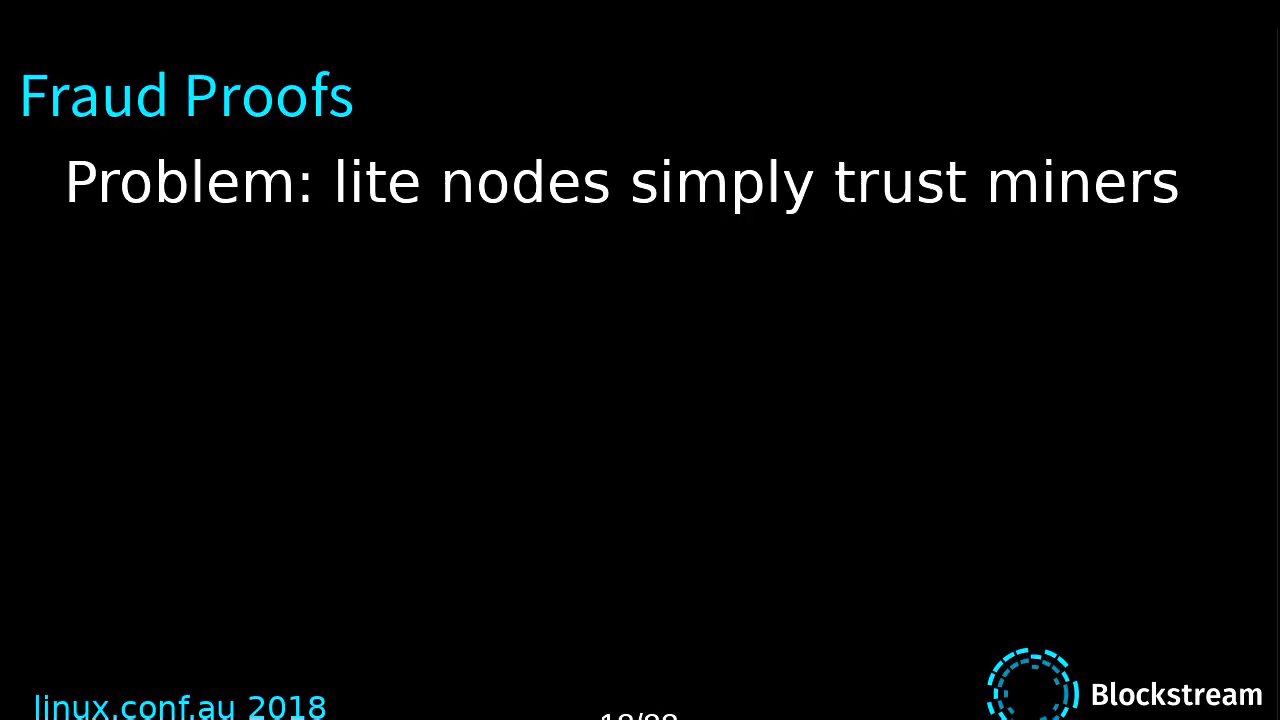 Fraud Proofs
Problem: lite nodes simply trust miners
linux.conf.au 2018
Blockstream